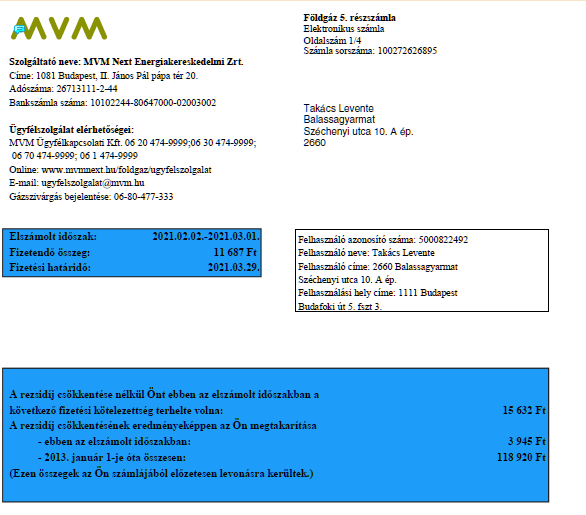 MVM
Szolgáltató neve: MVM Next Energiakereskedelmi Zrt.
Címe: 1081 Budapest, II. János Pál pápa tér 20.
Adószáma: 26713111-2-44
Bankszámla száma: 10102244-80647000-02003002
Ügyfélszolgálat elérhetőségei:
MVM Ügyfélkapcsolati Kft. 06 20 474-9999;06 30 474-9999;
06 70 474-9999; 06 1 474-9999
Online: www.mvmnext.hu/foldgaz/ugyfelszolgalat
E-mail: ugyfelszolgalat@mvm.hu
Gázszivárgás bejelentése: 06-80-477-333
Földgáz 5. részszámla
Elektronikus számla
Oldalszám 1/4
Számla sorszáma: 100272626895
Takács Levente
Balassagyarmat
Széchenyi utca 10. A ép.
2660
Elszámolt időszak: 2021.02.02.-2021.03.01.
Fizetendő összeg: 11 687 Ft
Fizetési határidő: 2021.03.29.
Felhasználó azonosító száma: 5000822492
Felhasználó neve: Takács Levente
Felhasználó címe: 2660 Balassagyarmat
Széchenyi utca 10. A ép.
Felhasználási hely címe: 1111 Budapest
Budafoki út 5. fszt 3.
A rezsidíj csökkentése nélkül Önt ebben az elszámolt időszakban a
következő fizetési kötelezettség terhelte volna: 15 632 Ft
A rezsidíj csökkentésének eredményeképpen az Ön megtakarítása
- ebben az elszámolt időszakban: 3 945 Ft
- 2013. január 1-je óta összesen: 118 920 Ft
(Ezen összegek az Ön számlájából előzetesen levonásra kerültek.)